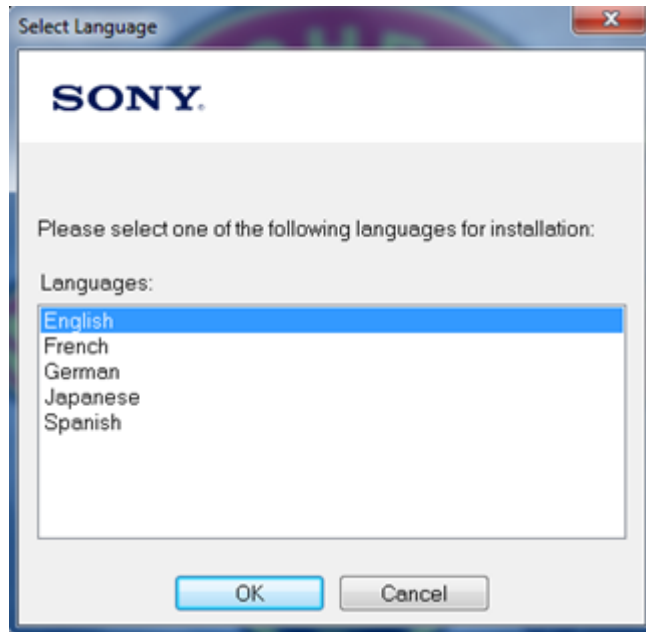 Select Language
SONY
Please select one of the following languages for installation:
Languages:
English
French
German
Japanese
Spanish
OK
Cancel